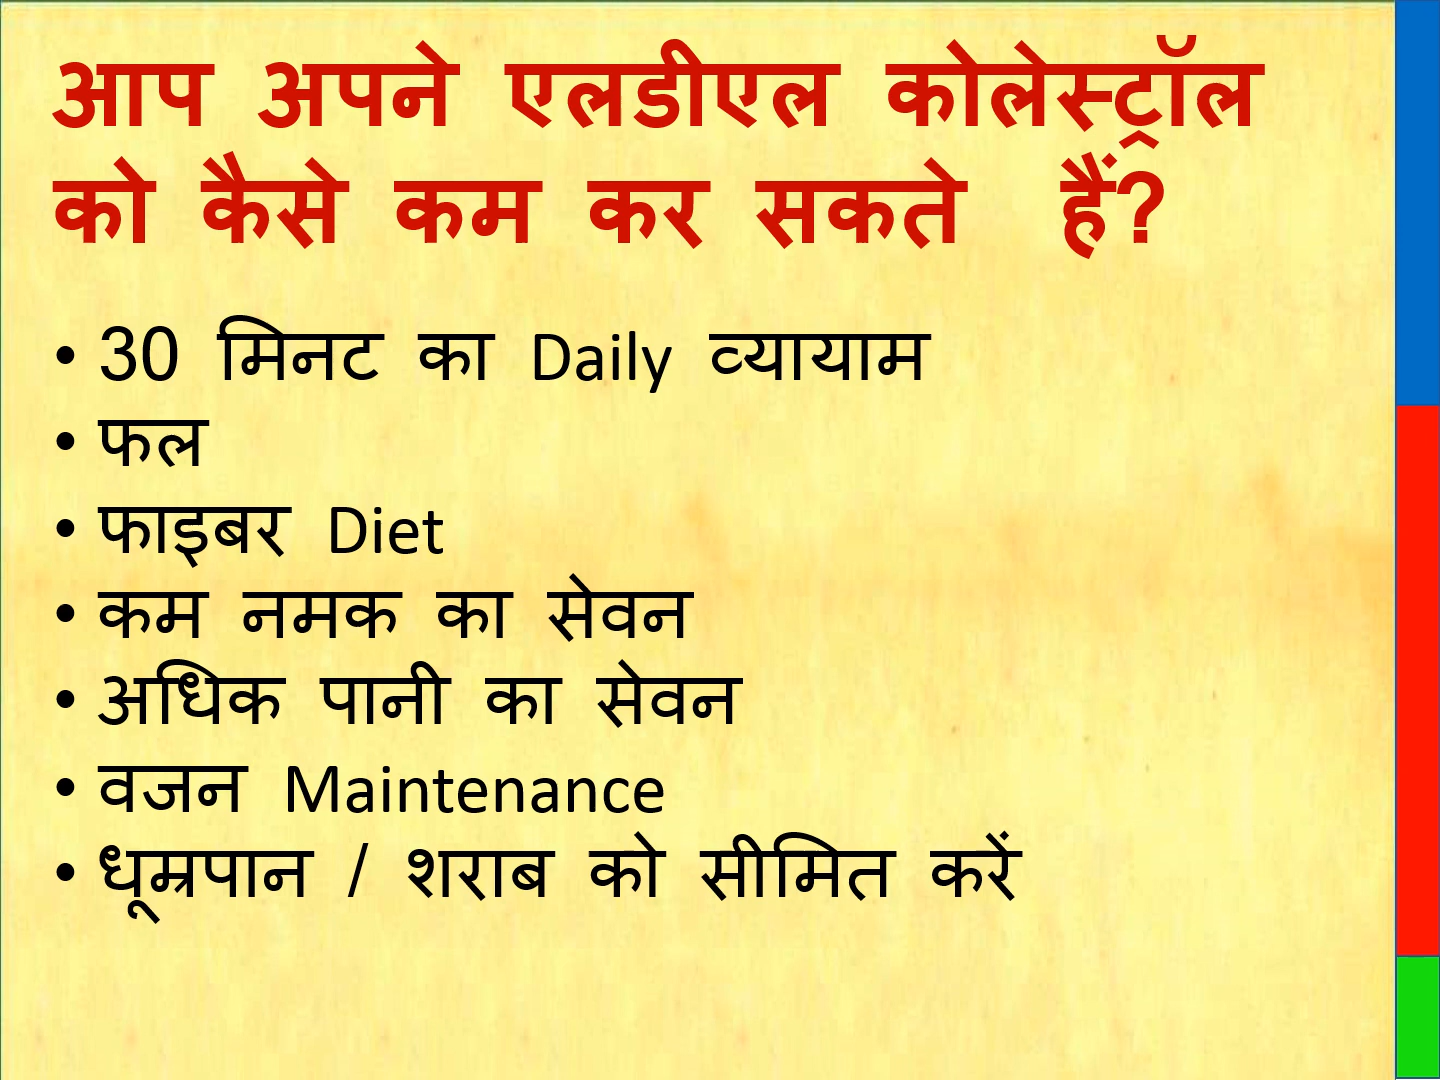 आप अपने एलडीएल कोलेस्ट्रॉल
को कैसे कम कर सकते हैं?
• 30 मिनट का Daily व्यायाम
• फल
• फाइबर Diet
• कम नमक का सेवन
• अधिक पानी का सेवन
• वजन Maintenance
• धूम्रपान / शराब को सीमित करें